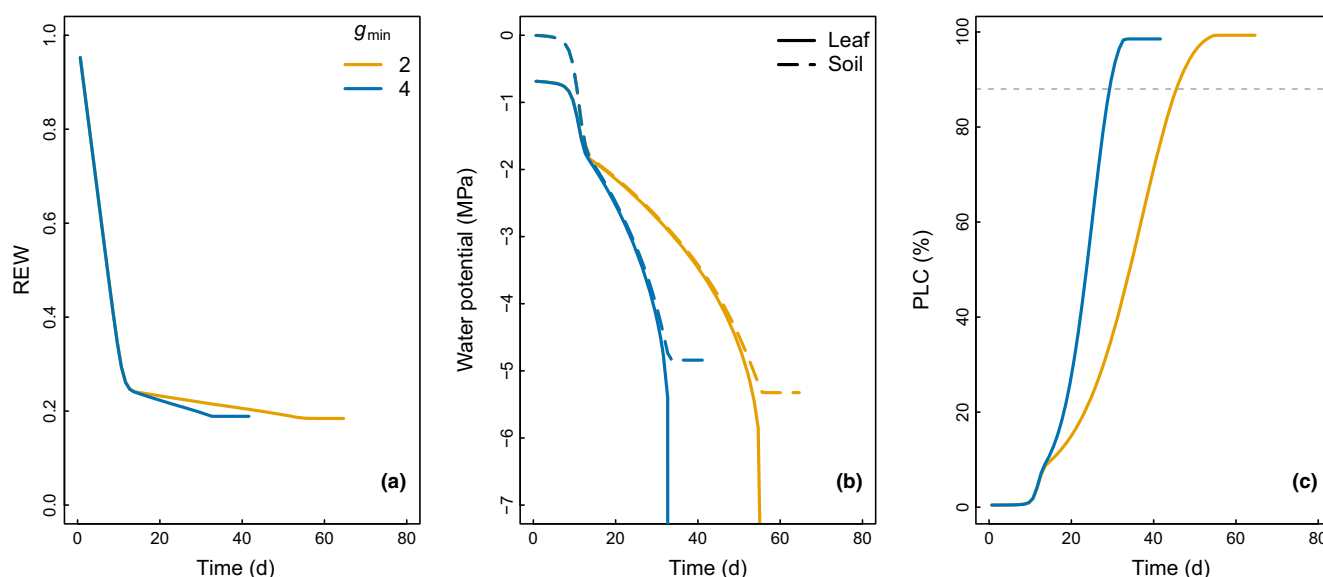 g min
2
4
REW
1.0
0.8
0.6
0.4
0.2
0.0
0 20 40 60 80
Time (d)
(a)
Leaf
Soil
Water potential (MPa)
0
−1
−2
−3
−4
−5
−6
−7
0 20 40 60 80
Time (d)
(b)
PLC (%)
100
80
60
40
20
0
0 20 40 60 80
Time (d)
(c)